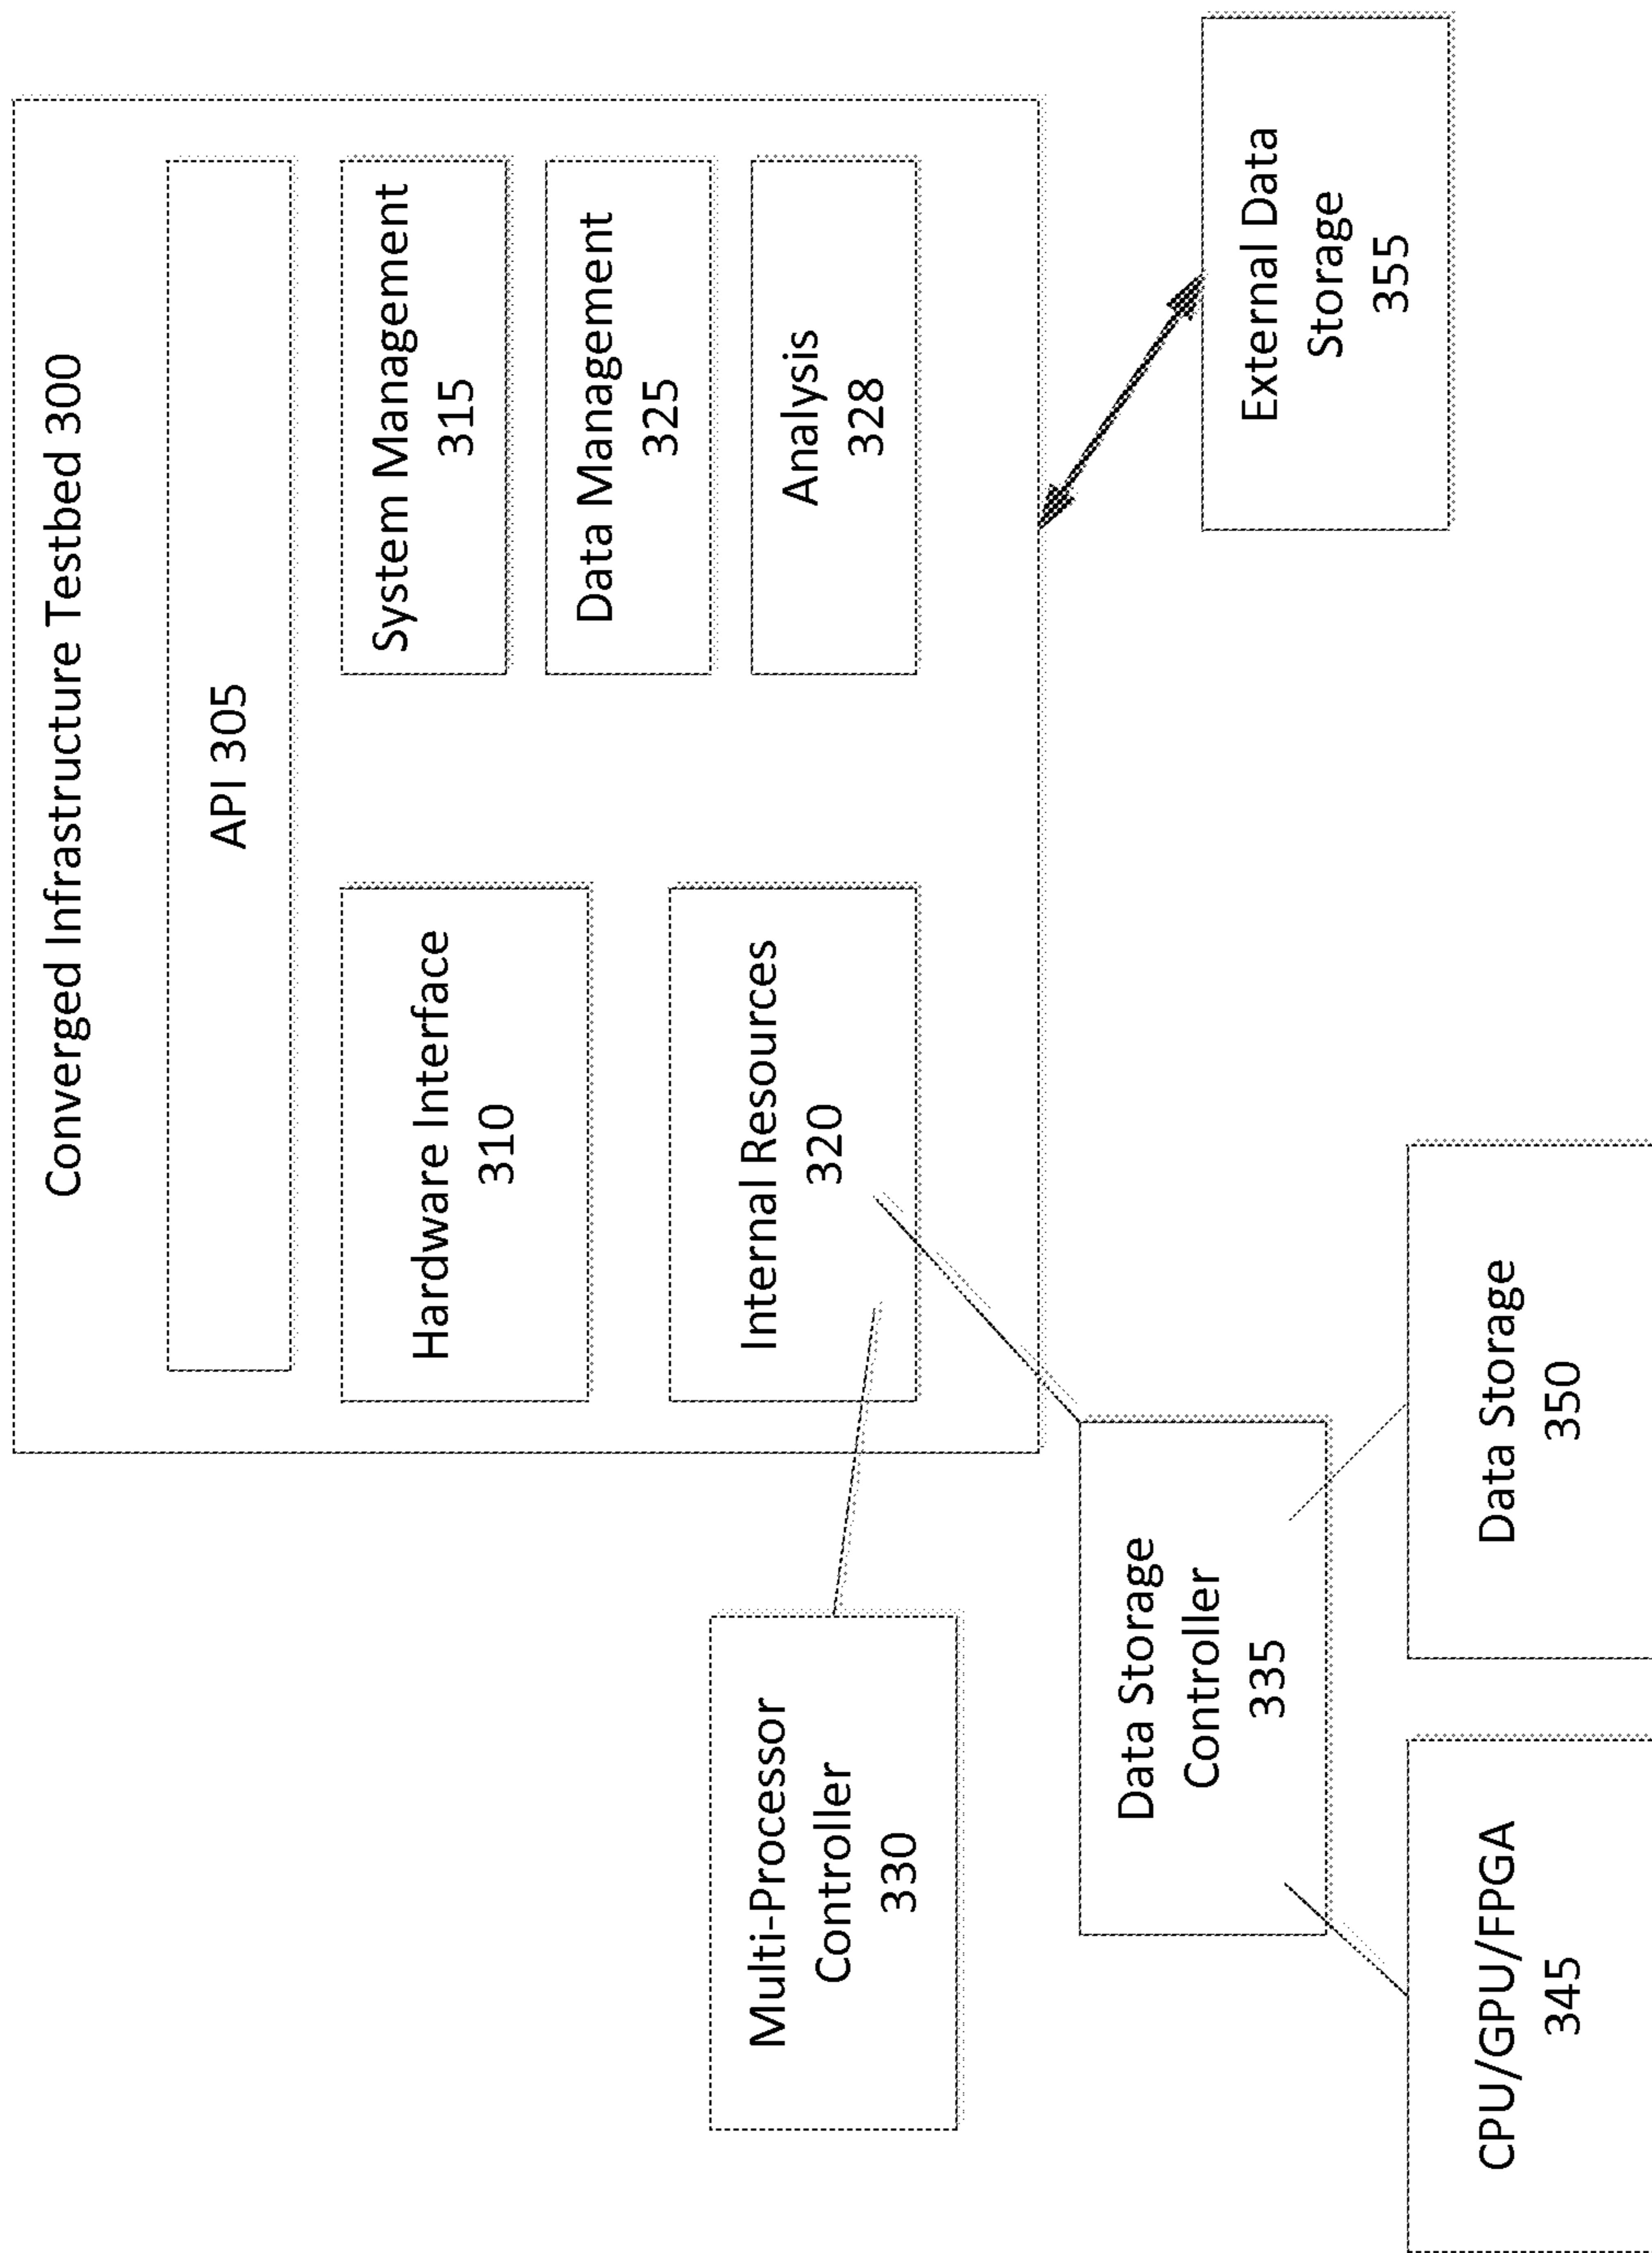 Converged Infrastructure Testbed 300
API 305
Hardware Interface
310
System Management
315
Data Management
325
Internal Resources
320
Analysis
328
Multi-Processor
Controller
330
Data Storage
Controller
335
External Data
Storage
355
CPU/GPU/FPGA
345
Data Storage
350